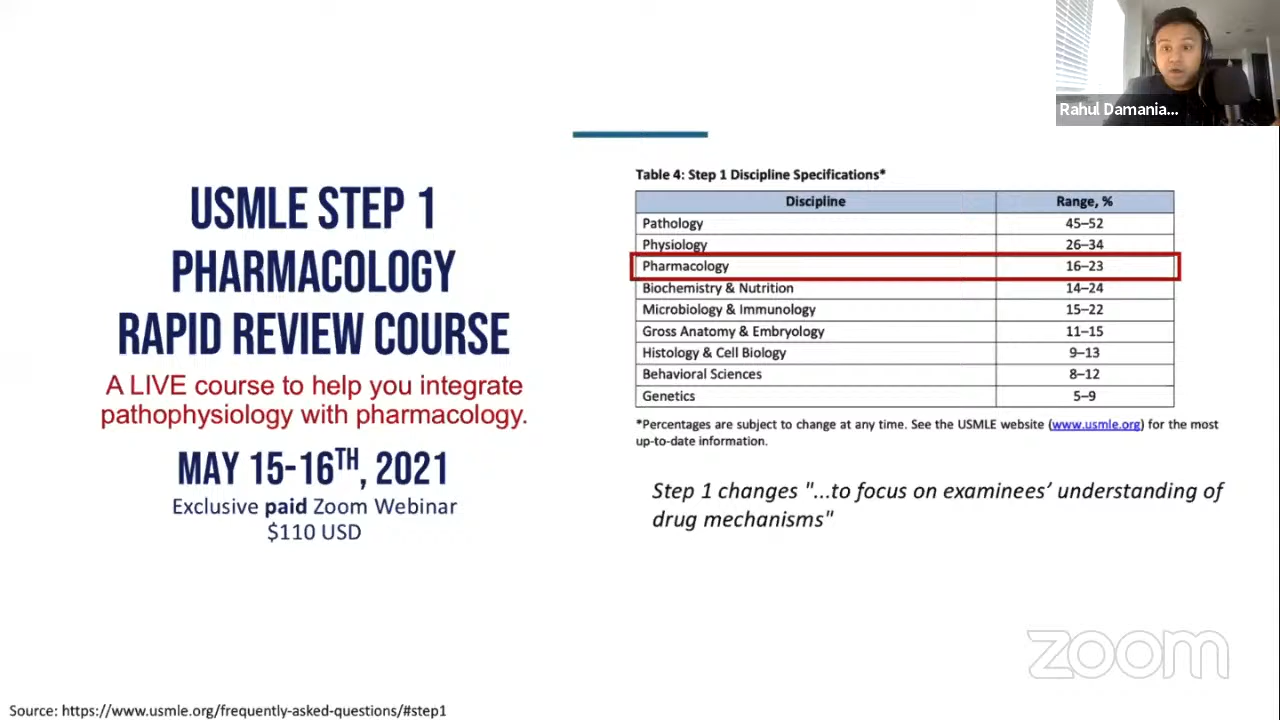 Rahul Damania...
USMLE STEP 1
PHARMACOLOGY
RAPID REVIEW COURSE
A LIVE course to help you integrate
pathophysiology with pharmacology.
MAY 15-16TH, 2021
Exclusive paid Zoom Webinar
$110 USD
Table 4: Step 1 Discipline Specifications*
Discipline Range, %
Pathology 45–52
Physiology 26–34
Pharmacology 16–23
Biochemistry & Nutrition 14–24
Microbiology & Immunology 15–22
Gross Anatomy & Embryology 11–15
Histology & Cell Biology 9–13
Behavioral Sciences 8–12
Genetics 5–9
*Percentages are subject to change at any time. See the USMLE website (www.usmle.org) for the most
up-to-date information.
Step 1 changes "...to focus on examinees’ understanding of
drug mechanisms"
zoom
Source: https://www.usmle.org/frequently-asked-questions/#step1